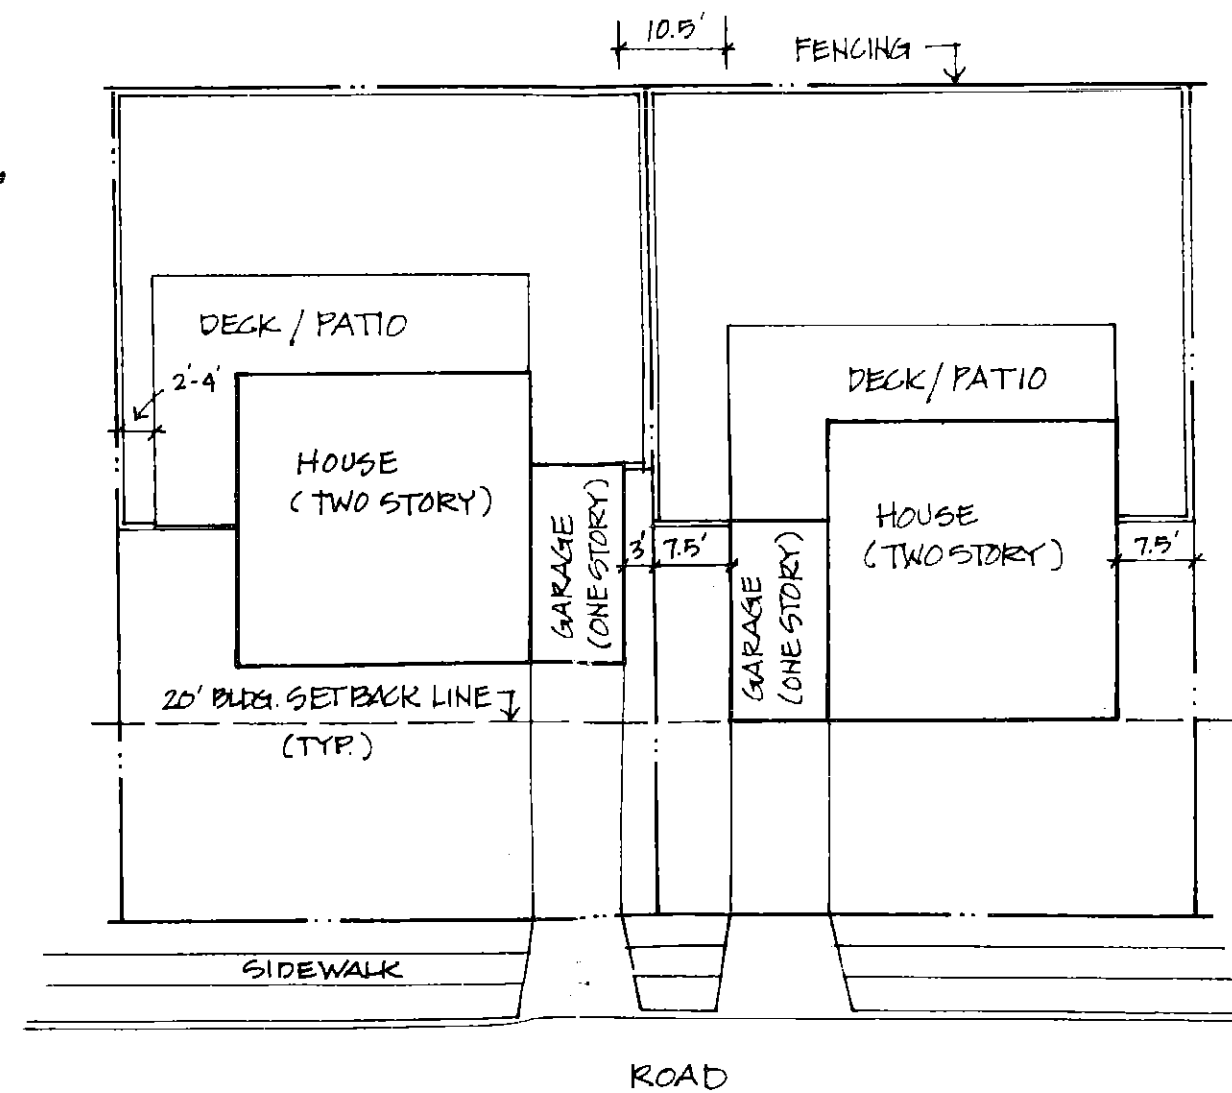 10.5'
FENCING
DECK / PATIO
2'-4'
DECK / PATIO
HOUSE
(TWO STORY)
HOUSE
(TWO STORY)
GARAGE
(ONE STORY)
3'
7.5'
7.5'
GARAGE
(ONE STORY)
20' BLDG. SETBACK LINE
(TYP.)
SIDEWALK
ROAD